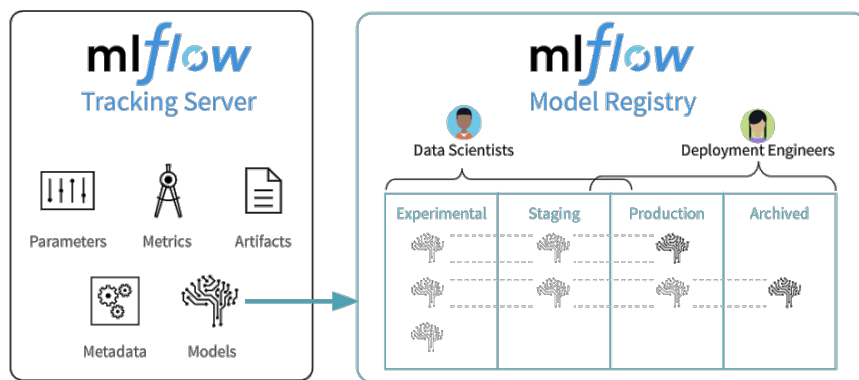 mlflow
Tracking Server
Parameters
Metrics
Artifacts
Metadata
Models
mlflow
Model Registry
Data Scientists
Deployment Engineers
Experimental
Staging
Production
Archived